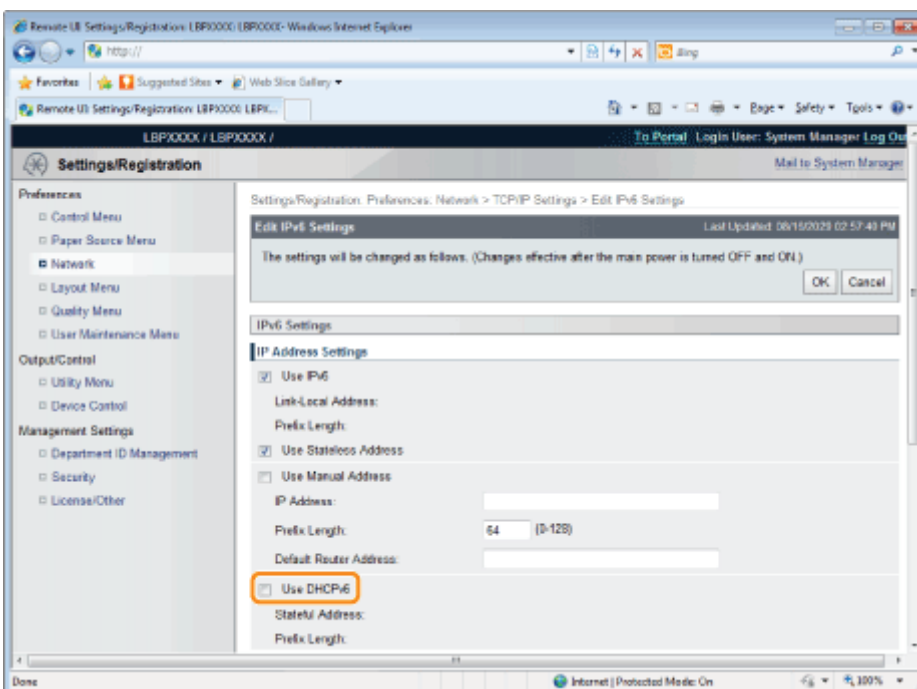 Remote UI: Settings/Registration: LBPXXXX: LBPXXXX - Windows Internet Explorer
http://
Bing
Favorites Suggested Sites Web Slice Gallery
Remote UI: Settings/Registration: LBPXXXX: LBPX... Page Safety Tools
LBPXXXX / LBPXXXX / To Portal Login User: System Manager Log Ou
Settings/Registration Mail to System Manager
Preferences
Control Menu
Paper Source Menu
Network
Layout Menu
Quality Menu
User Maintenance Menu
Output/Control
Utility Menu
Device Control
Management Settings
Department ID Management
Security
License/Other
Settings/Registration: Preferences: Network > TCP/IP Settings > Edit IPv6 Settings
Edit IPv6 Settings Last Updated: 02:57:40 PM
The settings will be changed as follows. (Changes effective after the main power is turned OFF and ON.)
OK Cancel
IPv6 Settings
IP Address Settings
Use IPv6
Link-Local Address:
Prefix Length:
Use Stateless Address
Use Manual Address
IP Address:
Prefix Length: 64 (0-128)
Default Router Address:
Use DHCPv6
Stateful Address:
Prefix Length:
Done Internet | Protected Mode: On 100%